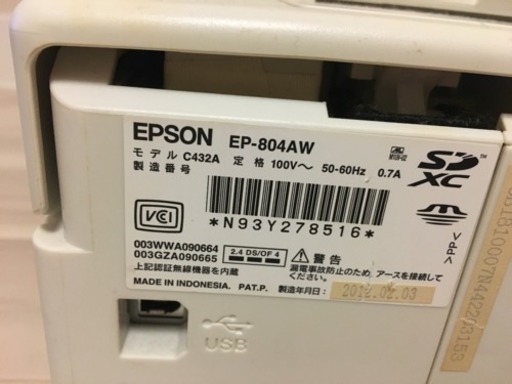 EPSON EP-804AW
モデル C432A 定格 100V～ 50-60Hz 0.7A
製造番号
SDXC
VCCI
*N93Y278516*
003WWA090664
003GZA090665
2.4 DS/OF 4
上記認証無線機器を内蔵
警告
漏電事故防止のため、アースを接続して
ください。
MADE IN INDONESIA. PAT.P.
製造年月日: 2012.02.03
>PP<
USB